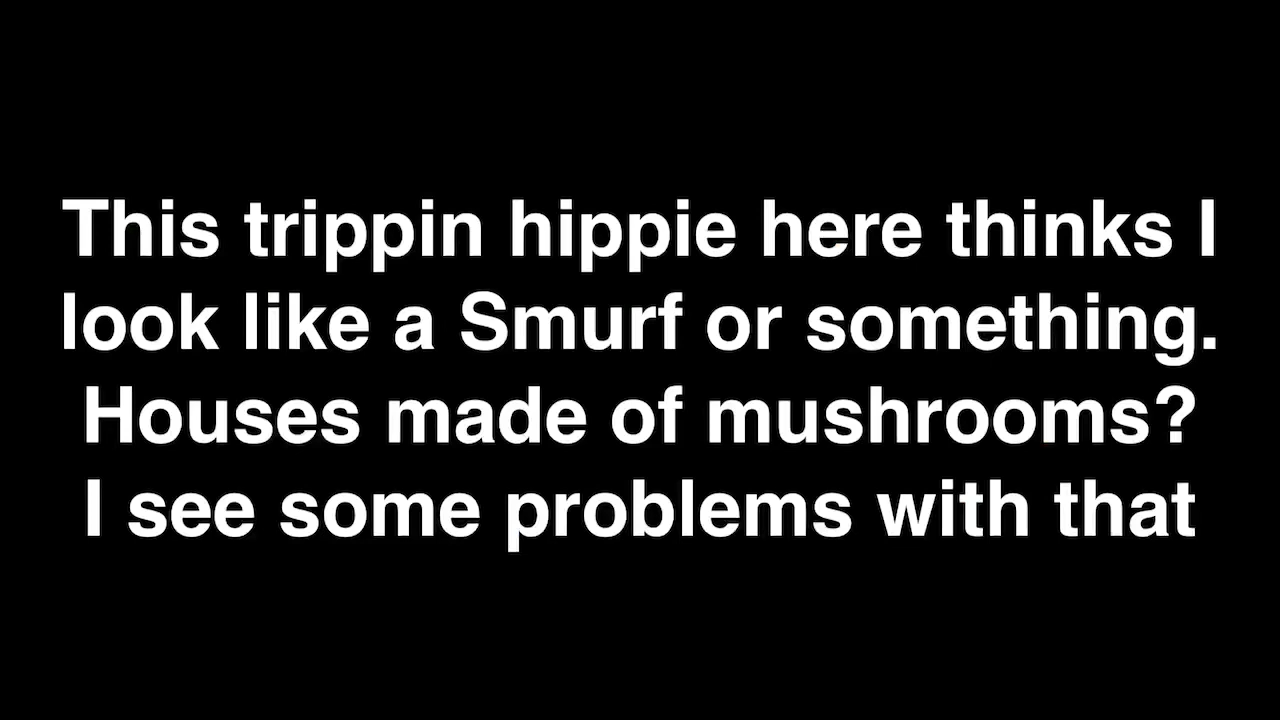 This trippin hippie here thinks I
look like a Smurf or something.
Houses made of mushrooms?
I see some problems with that